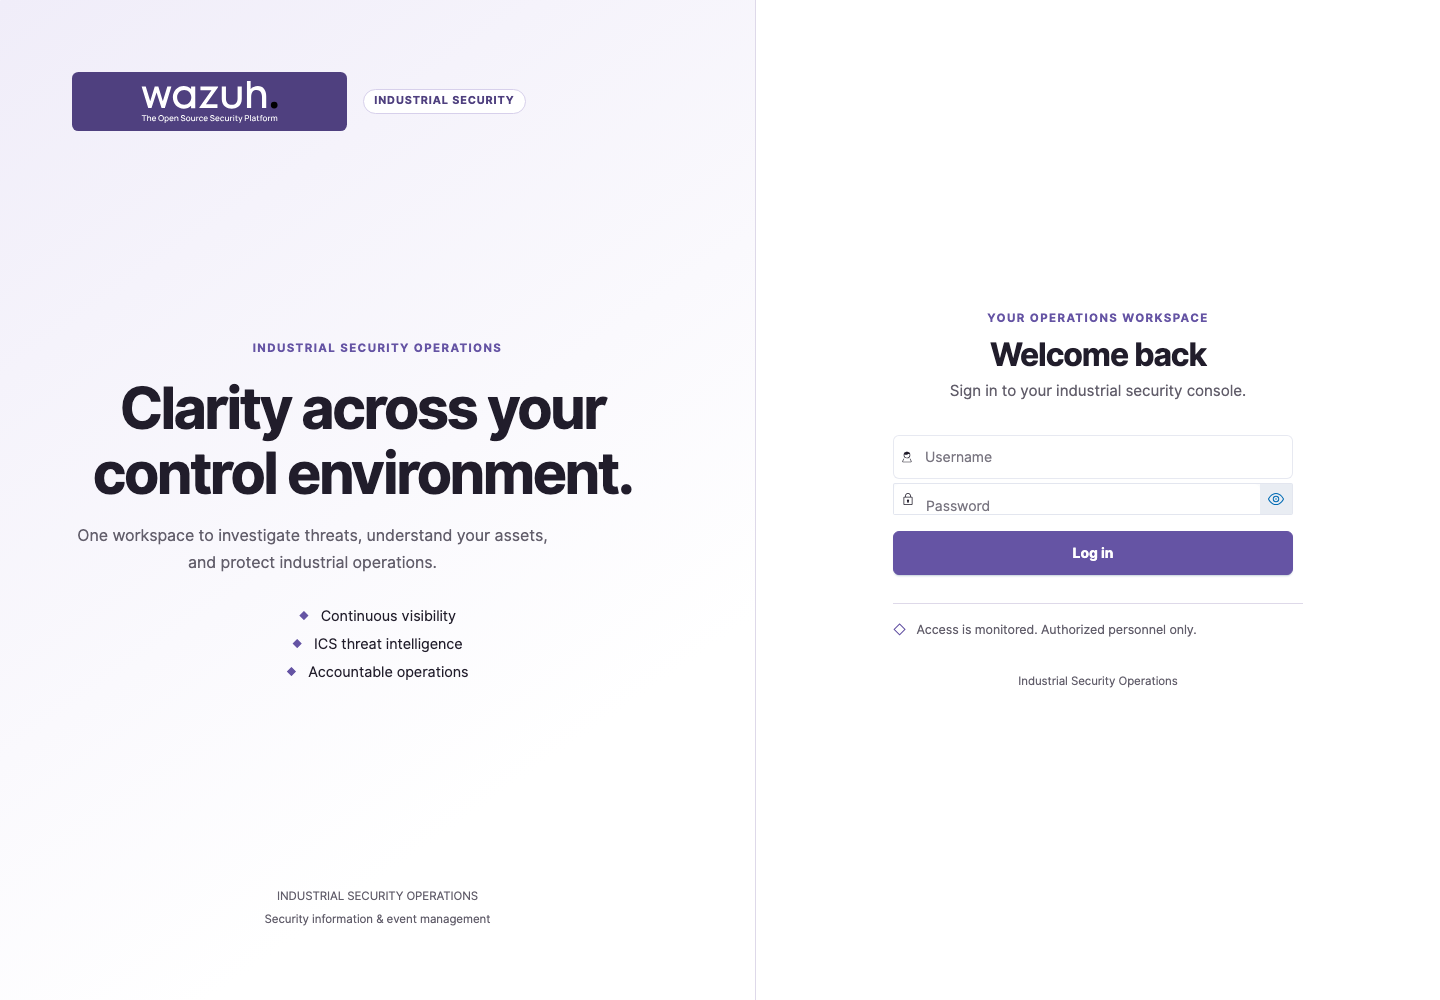 wazuh.
The Open Source Security Platform
INDUSTRIAL SECURITY
INDUSTRIAL SECURITY OPERATIONS
Clarity across your
control environment.
One workspace to investigate threats, understand your assets,
and protect industrial operations.
Continuous visibility
ICS threat intelligence
Accountable operations
INDUSTRIAL SECURITY OPERATIONS
Security information & event management
YOUR OPERATIONS WORKSPACE
Welcome back
Sign in to your industrial security console.
Username
Password
Log in
Access is monitored. Authorized personnel only.
Industrial Security Operations